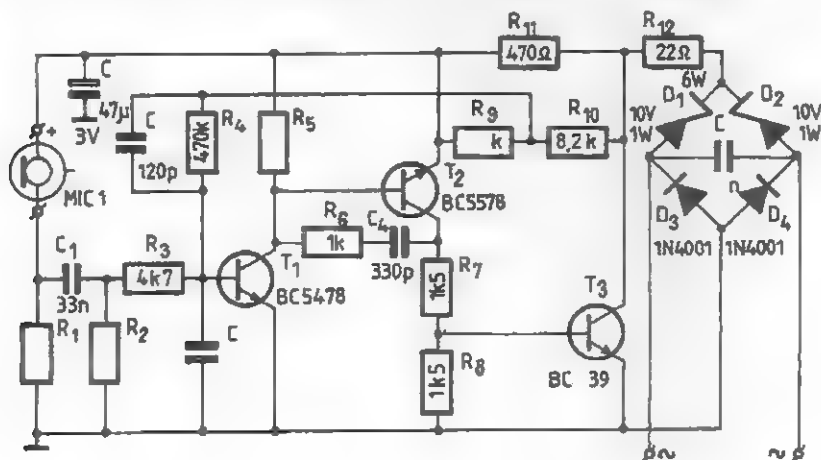 R11
470Ω
R12
22Ω
6W
C
47µ
3V
C
120p
R4
470k
R5
R9
k
R10
8,2k
10V
1W
D1
D2
10V
1W
C
n
D3
D4
1N4001
1N4001
+
MIC 1
T2
BC5578
R6
1k
C4
330p
C1
33n
R3
4k7
T1
BC5478
R7
1k5
T3
BC 39
R1
R2
C
R8
1k5
~
~